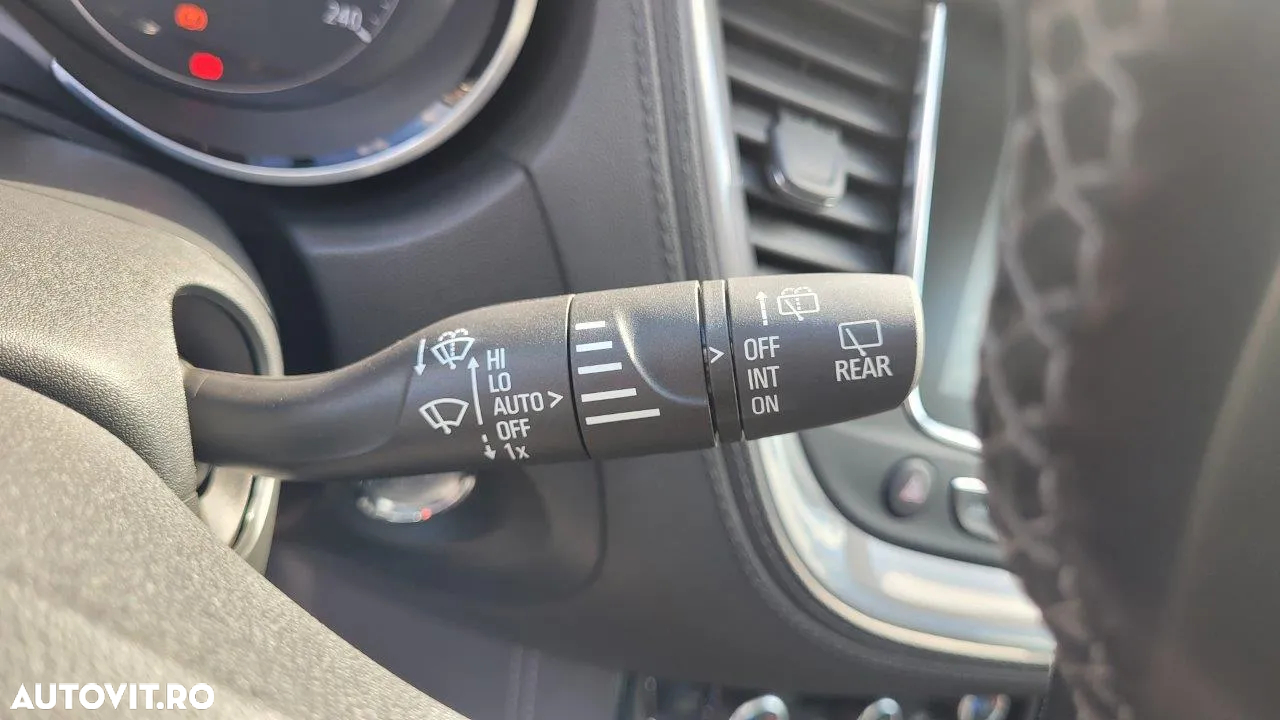 240
HI
LO
AUTO >
OFF
1x
>
OFF
INT
ON
REAR
AUTOVIT.RO